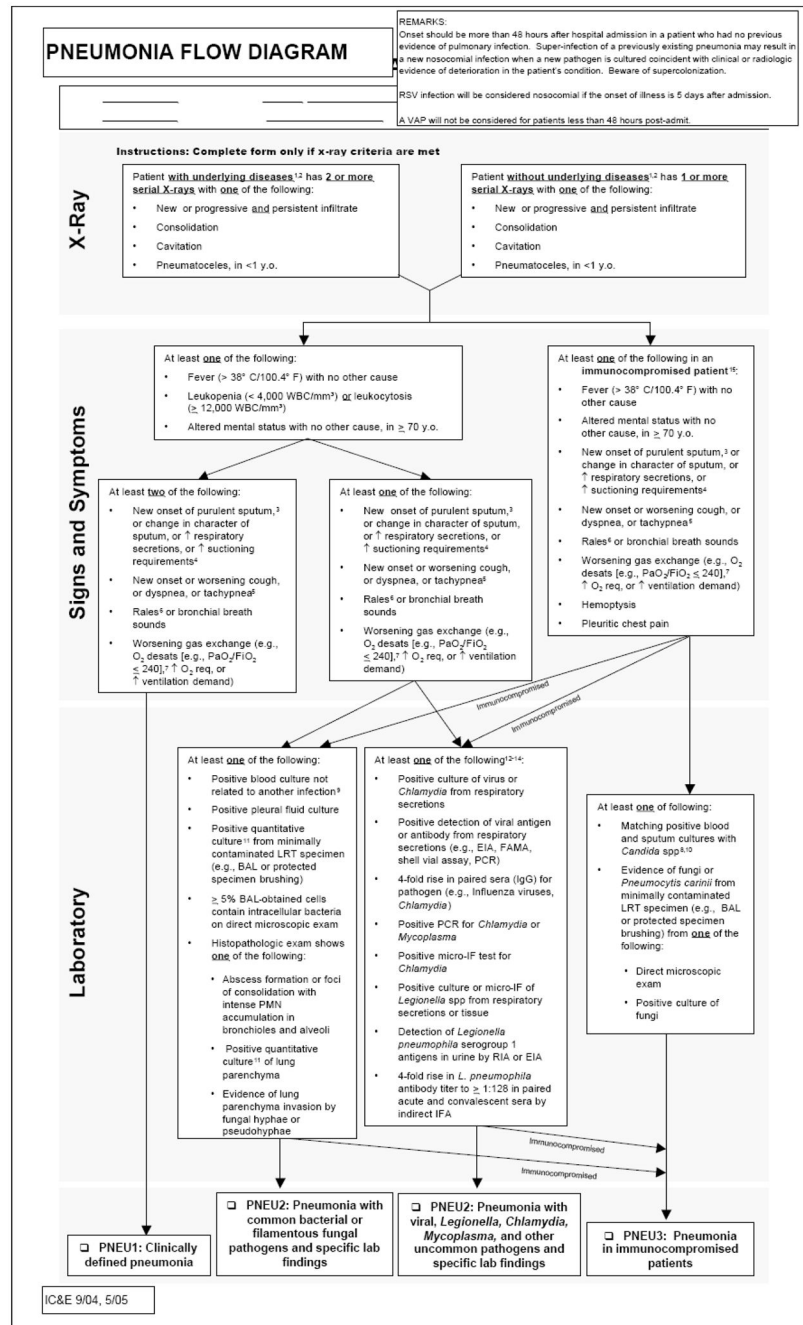 PNEUMONIA FLOW DIAGRAM
REMARKS:
Onset should be more than 48 hours after hospital admission in a patient who had no previous
evidence of pulmonary infection. Super-infection of a previously existing pneumonia may result in
a new nosocomial infection when a new pathogen is cultured coincident with clinical or radiologic
evidence of deterioration in the patient's condition. Beware of supercolonization.
RSV infection will be considered nosocomial if the onset of illness is 5 days after admission.
A VAP will not be considered for patients less than 48 hours post-admit.
Instructions: Complete form only if x-ray criteria are met
X-Ray
Patient with underlying diseases¹,² has 2 or more
serial X-rays with one of the following:
• New or progressive and persistent infiltrate
• Consolidation
• Cavitation
• Pneumatoceles, in <1 y.o.
Patient without underlying diseases¹,² has 1 or more
serial X-rays with one of the following:
• New or progressive and persistent infiltrate
• Consolidation
• Cavitation
• Pneumatoceles, in <1 y.o.
Signs and Symptoms
At least one of the following:
• Fever (> 38° C/100.4° F) with no other cause
• Leukopenia (< 4,000 WBC/mm³) or leukocytosis
(≥ 12,000 WBC/mm³)
• Altered mental status with no other cause, in ≥ 70 y.o.
At least one of the following in an
immunocompromised patient¹⁵:
• Fever (> 38° C/100.4° F) with no
other cause
• Altered mental status with no
other cause, in ≥ 70 y.o.
• New onset of purulent sputum,³ or
change in character of sputum, or
↑ respiratory secretions, or
↑ suctioning requirements⁴
• New onset or worsening cough, or
dyspnea, or tachypnea⁵
• Rales⁶ or bronchial breath sounds
• Worsening gas exchange (e.g., O₂
desats [e.g., PaO₂/FiO₂ ≤ 240],⁷
↑ O₂ req, or ↑ ventilation demand)
• Hemoptysis
• Pleuritic chest pain
At least two of the following:
• New onset of purulent sputum,³
or change in character of
sputum, or ↑ respiratory
secretions, or ↑ suctioning
requirements⁴
• New onset or worsening cough,
or dyspnea, or tachypnea⁵
• Rales⁶ or bronchial breath
sounds
• Worsening gas exchange (e.g.,
O₂ desats [e.g., PaO₂/FiO₂
≤ 240],⁷ ↑ O₂ req, or
↑ ventilation demand)
At least one of the following:
• New onset of purulent sputum,³
or change in character of sputum,
or ↑ respiratory secretions, or
↑ suctioning requirements⁴
• New onset or worsening cough,
or dyspnea, or tachypnea⁵
• Rales⁶ or bronchial breath
sounds
• Worsening gas exchange (e.g.,
O₂ desats [e.g., PaO₂/FiO₂
≤ 240],⁷ ↑ O₂ req, or
↑ ventilation demand)
Immunocompromised
Immunocompromised
Laboratory
At least one of the following:
• Positive blood culture not
related to another infection⁹
• Positive pleural fluid culture
• Positive quantitative
culture¹¹ from minimally
contaminated LRT specimen
(e.g., BAL or protected
specimen brushing)
• ≥ 5% BAL-obtained cells
contain intracellular bacteria
on direct microscopic exam
• Histopathologic exam shows
one of the following:
• Abscess formation or foci
of consolidation with
intense PMN
accumulation in
bronchioles and alveoli
• Positive quantitative
culture¹¹ of lung
parenchyma
• Evidence of lung
parenchyma invasion by
fungal hyphae or
pseudohyphae
At least one of the following¹²⁻¹⁴:
• Positive culture of virus or
Chlamydia from respiratory
secretions
• Positive detection of viral antigen
or antibody from respiratory
secretions (e.g., EIA, FAMA,
shell vial assay, PCR)
• 4-fold rise in paired sera (IgG) for
pathogen (e.g., Influenza viruses,
Chlamydia)
• Positive PCR for Chlamydia or
Mycoplasma
• Positive micro-IF test for
Chlamydia
• Positive culture or micro-IF of
Legionella spp from respiratory
secretions or tissue
• Detection of Legionella
pneumophila serogroup 1
antigens in urine by RIA or EIA
• 4-fold rise in L. pneumophila
antibody titer to ≥ 1:128 in paired
acute and convalescent sera by
indirect IFA
At least one of following:
• Matching positive blood
and sputum cultures with
Candida spp⁸,¹⁰
• Evidence of fungi or
Pneumocytis carinii from
minimally contaminated
LRT specimen (e.g., BAL
or protected specimen
brushing) from one of the
following:
• Direct microscopic
exam
• Positive culture of
fungi
Immunocompromised
Immunocompromised
❑ PNEU1: Clinically
defined pneumonia
❑ PNEU2: Pneumonia with
common bacterial or
filamentous fungal
pathogens and specific lab
findings
❑ PNEU2: Pneumonia with
viral, Legionella, Chlamydia,
Mycoplasma, and other
uncommon pathogens and
specific lab findings
❑ PNEU3: Pneumonia
in immunocompromised
patients
IC&E 9/04, 5/05